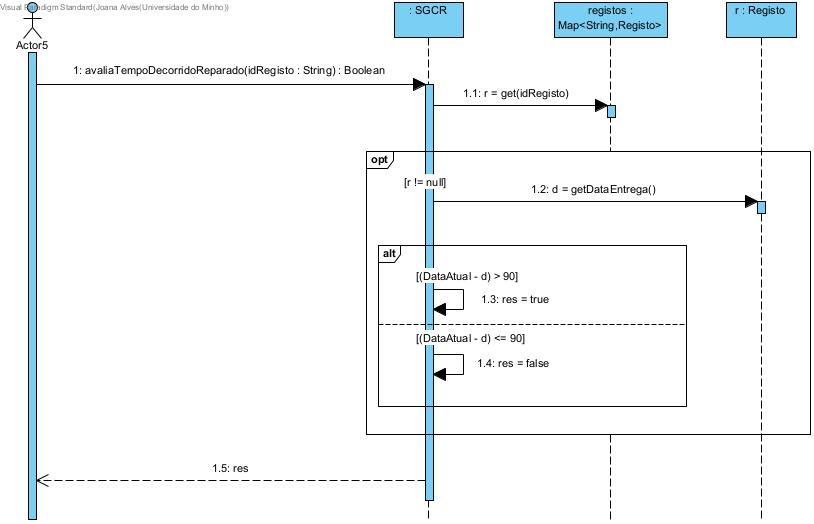 Visual Paradigm Standard(Joana Alves(Universidade do Minho))
Actor5
: SGCR
registos :
Map<String,Registo>
r : Registo
1: avaliaTempoDecorridoReparado(idRegisto : String) : Boolean
1.1: r = get(idRegisto)
opt
[r != null]
1.2: d = getDataEntrega()
alt
[(DataAtual - d) > 90]
1.3: res = true
[(DataAtual - d) <= 90]
1.4: res = false
1.5: res